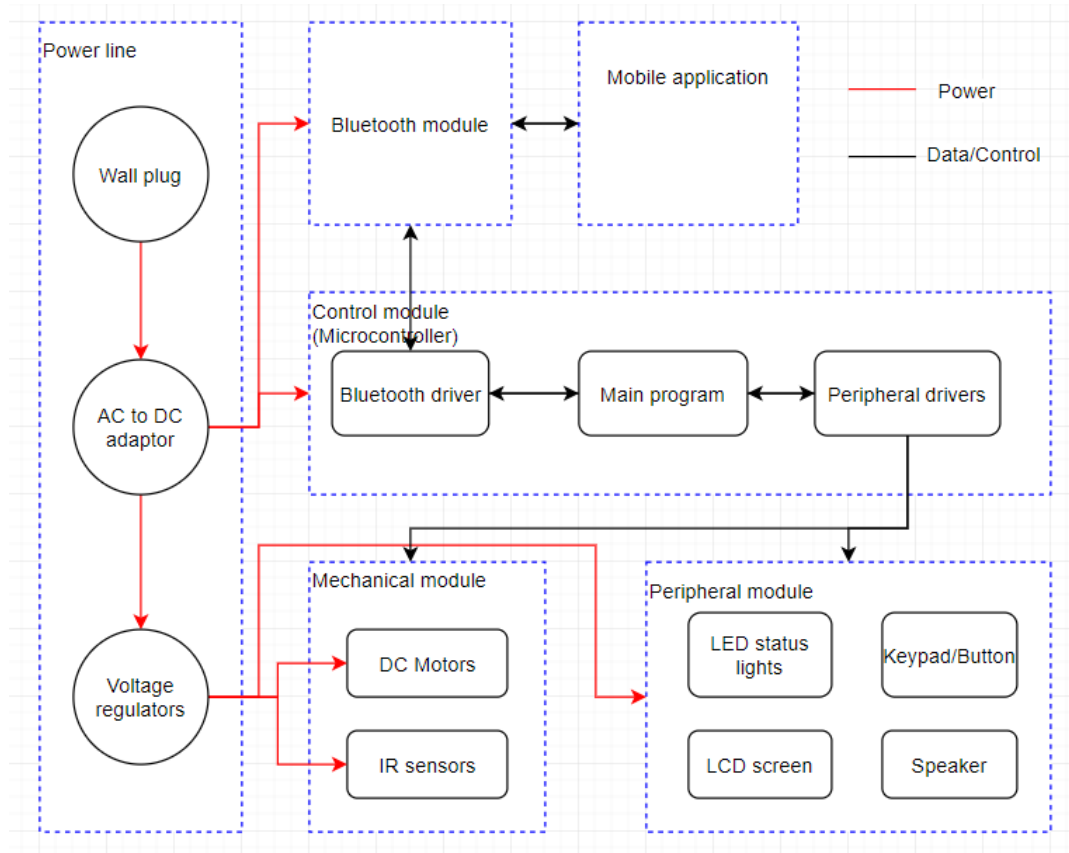 Power line
Wall plug
AC to DC
adaptor
Voltage
regulators
Bluetooth module
Mobile application
Power
Data/Control
Control module
(Microcontroller)
Bluetooth driver
Main program
Peripheral drivers
Mechanical module
DC Motors
IR sensors
Peripheral module
LED status
lights
Keypad/Button
LCD screen
Speaker